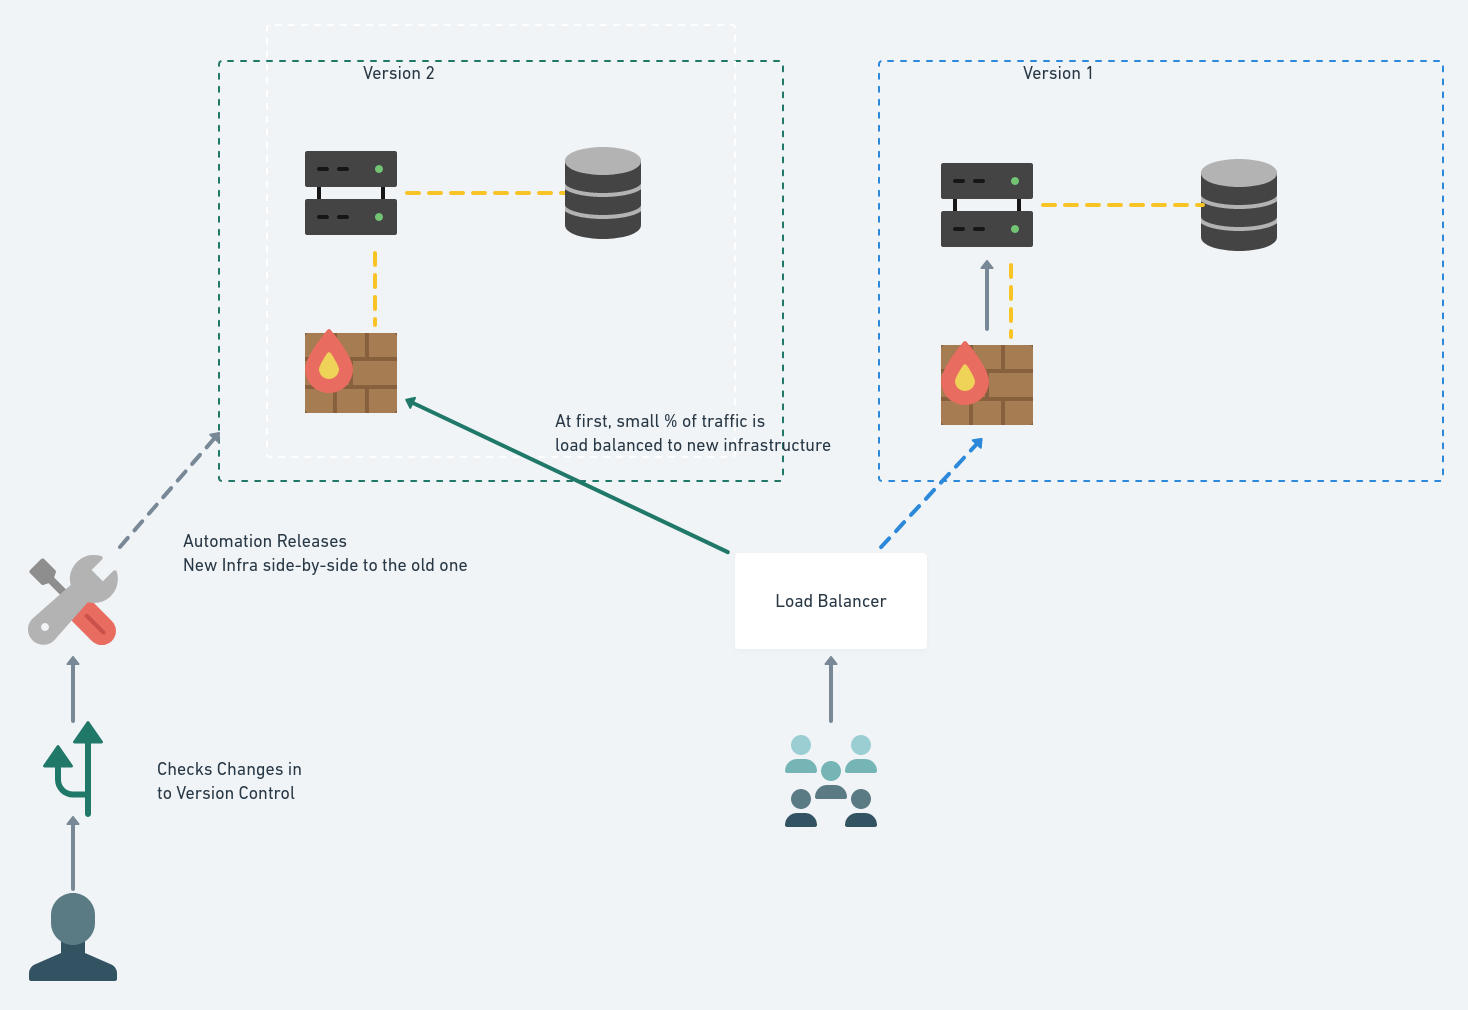 Version 2
Version 1
At first, small % of traffic is
load balanced to new infrastructure
Automation Releases
New Infra side-by-side to the old one
Load Balancer
Checks Changes in
to Version Control